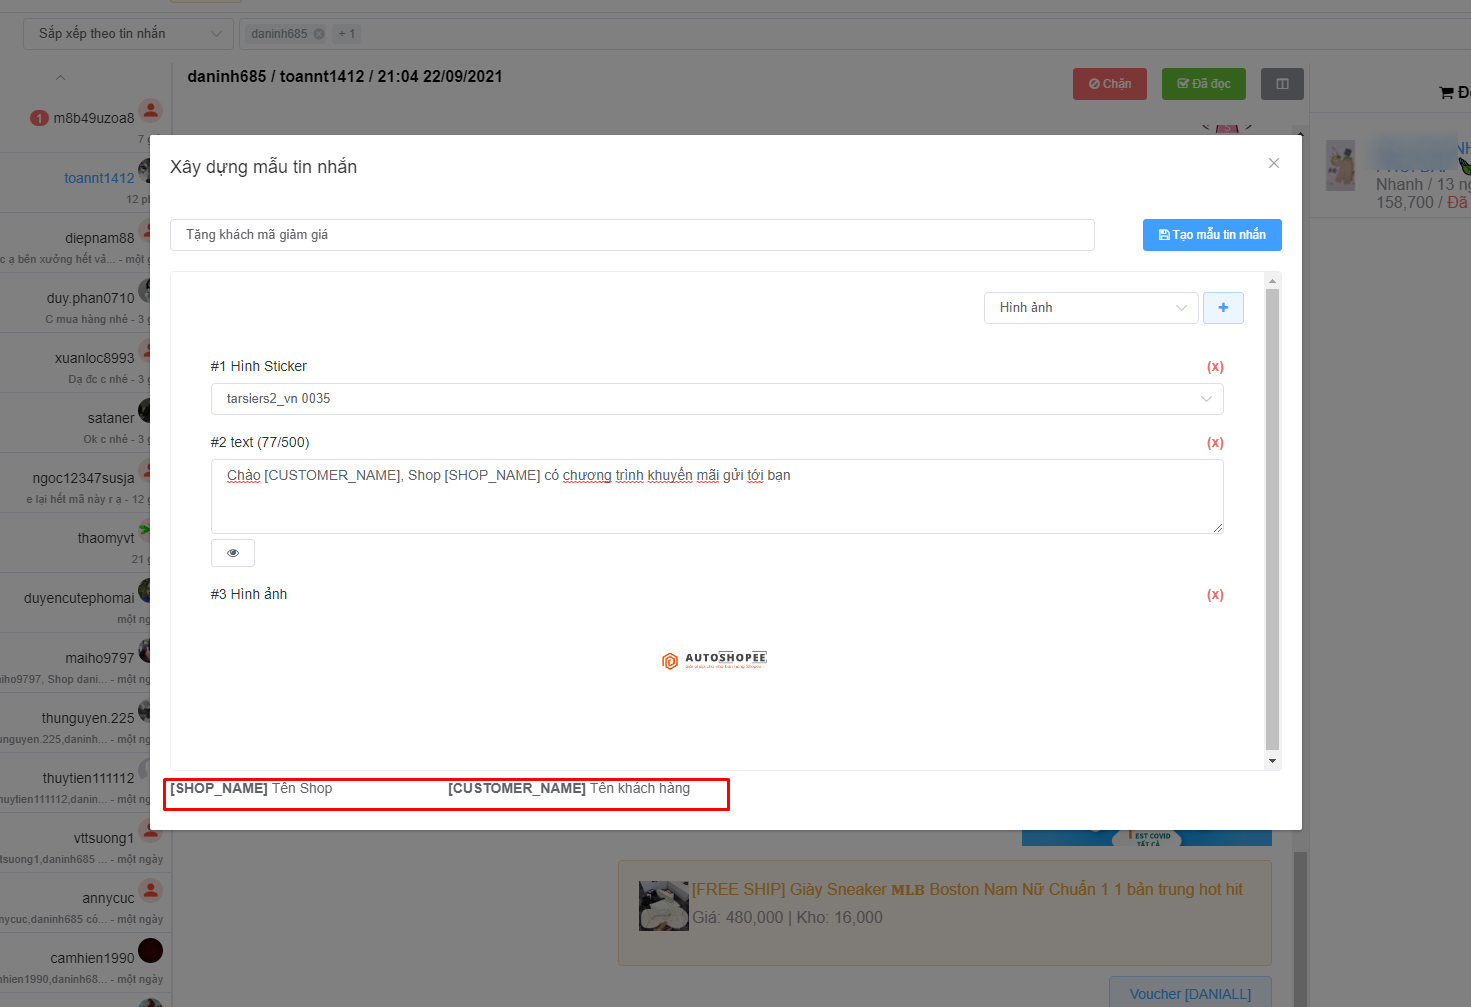 Sắp xếp theo tin nhắn
daninh685
+ 1
daninh685 / toannt1412 / 21:04 22/09/2021
Chặn
Đã đọc
1 m8b49uzoa8
toannt1412
diepnam88
c ạ bên xưởng hết vả... - một g
duy.phan0710
C mua hàng nhé - 3 g
xuanloc8993
Dạ đc c nhé - 3 g
sataner
Ok c nhé - 3 g
ngoc12347susja
e lại hết mã này r ạ - 12 g
thaomyvt
duyencutephomai
một ng
maiho9797
iho9797, Shop dani... - một ng
thunguyen.225
unguyen.225,daninh... - một ng
thuytien111112
huytien111112,danin... - một ng
vttsuong1
tsuong1,daninh685 ... - một ngày
annycuc
nycuc,daninh685 có... - một ngày
camhien1990
nhien1990,daninh68... - một ngày
Xây dựng mẫu tin nhắn
Tặng khách mã giảm giá
Tạo mẫu tin nhắn
Hình ảnh
+
#1 Hình Sticker
(x)
tarsiers2_vn 0035
#2 text (77/500)
(x)
Chào [CUSTOMER_NAME], Shop [SHOP_NAME] có chương trình khuyến mãi gửi tới bạn
#3 Hình ảnh
(x)
AUTOSHOPEE
[SHOP_NAME] Tên Shop
[CUSTOMER_NAME] Tên khách hàng
Nhanh / 13 ng
158,700 / Đã
EST COVID
TẤT CẢ
[FREE SHIP] Giày Sneaker 𝐌𝐋𝐁 Boston Nam Nữ Chuẩn 1 1 bản trung hot hit
Giá: 480,000 | Kho: 16,000
Voucher [DANIALL]